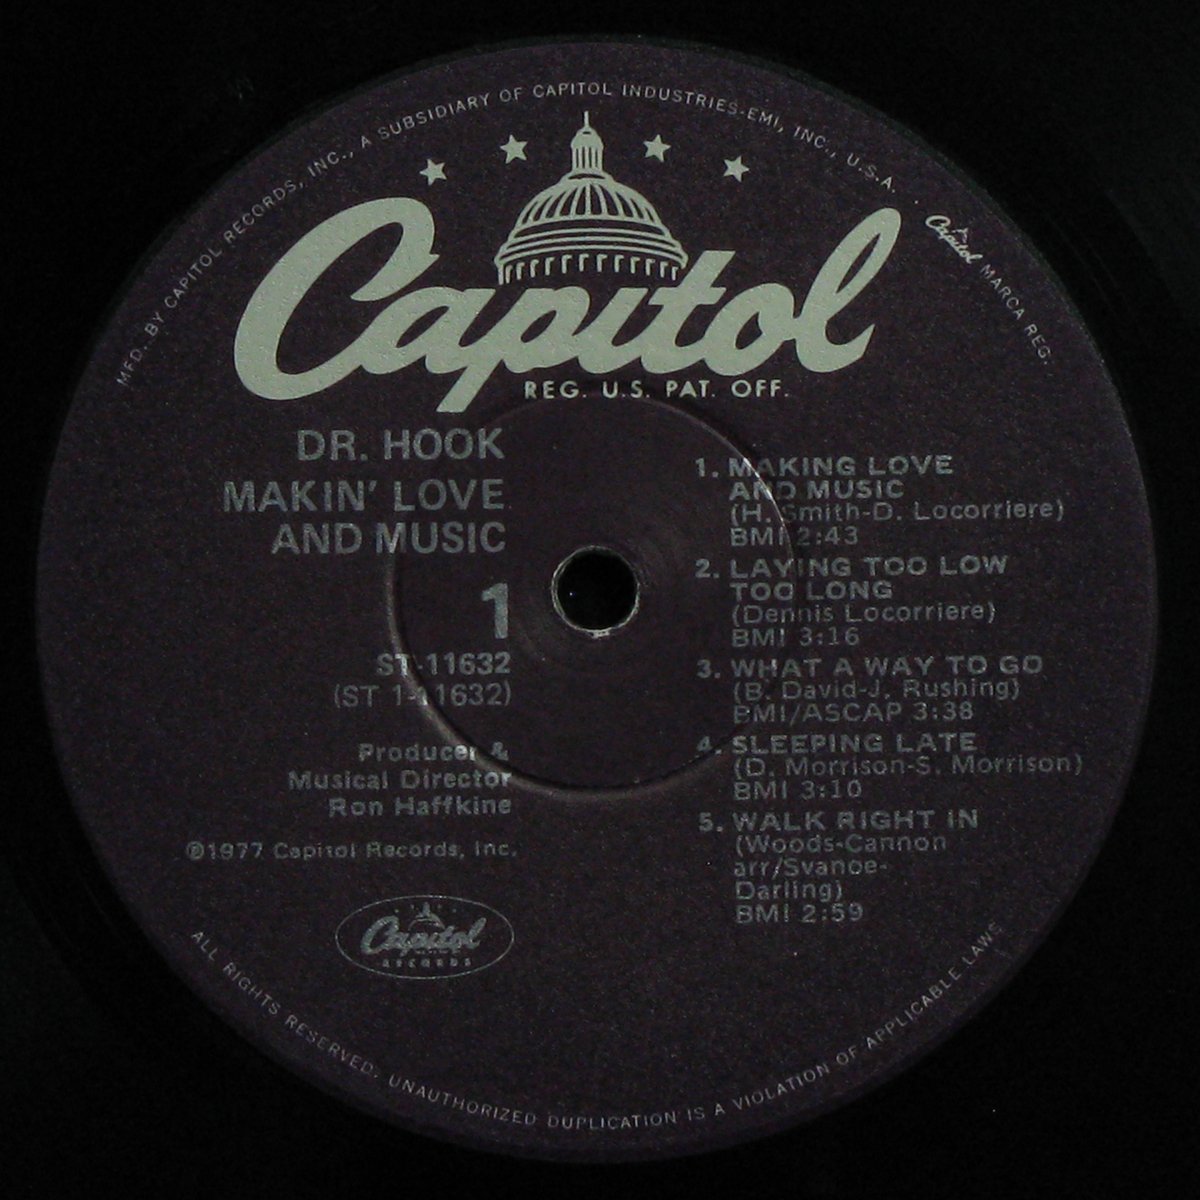 MFD. BY CAPITOL RECORDS, INC., A SUBSIDIARY OF CAPITOL INDUSTRIES-EMI, INC., U.S.A.
Capitol MARCA REG.
Capitol
REG. U.S. PAT. OFF.
DR. HOOK
MAKIN' LOVE
AND MUSIC
1
ST-11632
(ST 1-11632)
Producer &
Musical Director
Ron Haffkine
℗1977 Capitol Records, Inc.
Capitol
RECORDS
1. MAKING LOVE
AND MUSIC
(H. Smith-D. Locorriere)
BMI 2:43
2. LAYING TOO LOW
TOO LONG
(Dennis Locorriere)
BMI 3:16
3. WHAT A WAY TO GO
(B. David-J. Rushing)
BMI/ASCAP 3:38
4. SLEEPING LATE
(D. Morrison-S. Morrison)
BMI 3:10
5. WALK RIGHT IN
(Woods-Cannon
arr/Svanoe-
Darling)
BMI 2:59
ALL RIGHTS RESERVED. UNAUTHORIZED DUPLICATION IS A VIOLATION OF APPLICABLE LAWS